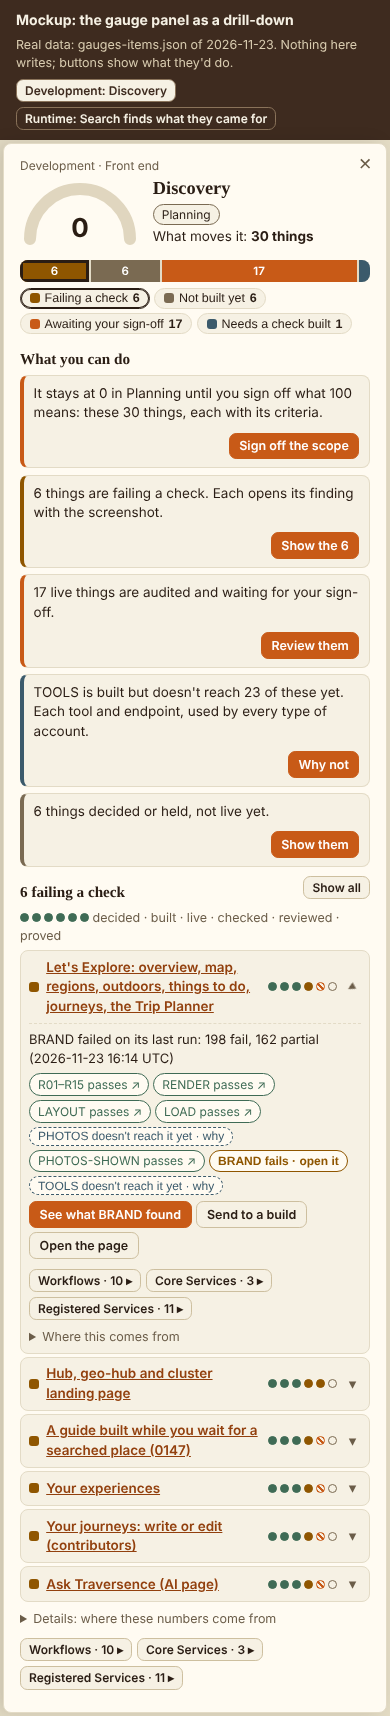 Mockup: the gauge panel as a drill-down
Real data: gauges-items.json of 2026-11-23. Nothing here
writes; buttons show what they'd do.
Development: Discovery
Runtime: Search finds what they came for
Development · Front end
✕
0
Discovery
Planning
What moves it: 30 things
6 6 17
Failing a check 6 Not built yet 6
Awaiting your sign-off 17 Needs a check built 1
What you can do
It stays at 0 in Planning until you sign off what 100
means: these 30 things, each with its criteria.
Sign off the scope
6 things are failing a check. Each opens its finding
with the screenshot.
Show the 6
17 live things are audited and waiting for your sign-
off.
Review them
TOOLS is built but doesn't reach 23 of these yet.
Each tool and endpoint, used by every type of
account.
Why not
6 things decided or held, not live yet.
Show them
6 failing a check
Show all
decided · built · live · checked · reviewed ·
proved
Let's Explore: overview, map,
regions, outdoors, things to do,
journeys, the Trip Planner
▲
BRAND failed on its last run: 198 fail, 162 partial
(2026-11-23 16:14 UTC)
R01–R15 passes ↗ RENDER passes ↗
LAYOUT passes ↗ LOAD passes ↗
PHOTOS doesn't reach it yet · why
PHOTOS-SHOWN passes ↗ BRAND fails · open it
TOOLS doesn't reach it yet · why
See what BRAND found Send to a build
Open the page
Workflows · 10 ▸ Core Services · 3 ▸
Registered Services · 11 ▸
▶ Where this comes from
Hub, geo-hub and cluster
landing page
▼
A guide built while you wait for a
searched place (0147)
▼
Your experiences ▼
Your journeys: write or edit
(contributors)
▼
Ask Traversence (AI page) ▼
▶ Details: where these numbers come from
Workflows · 10 ▸ Core Services · 3 ▸
Registered Services · 11 ▸